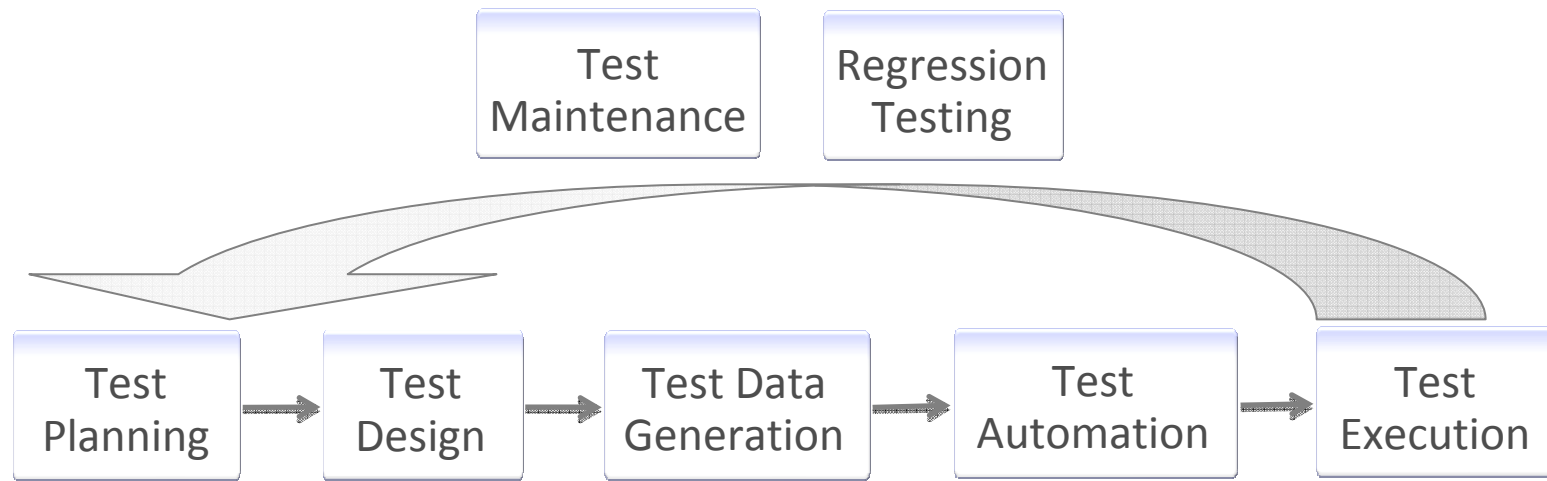 Test
Maintenance
Regression
Testing
Test
Planning
Test
Design
Test Data
Generation
Test
Automation
Test
Execution